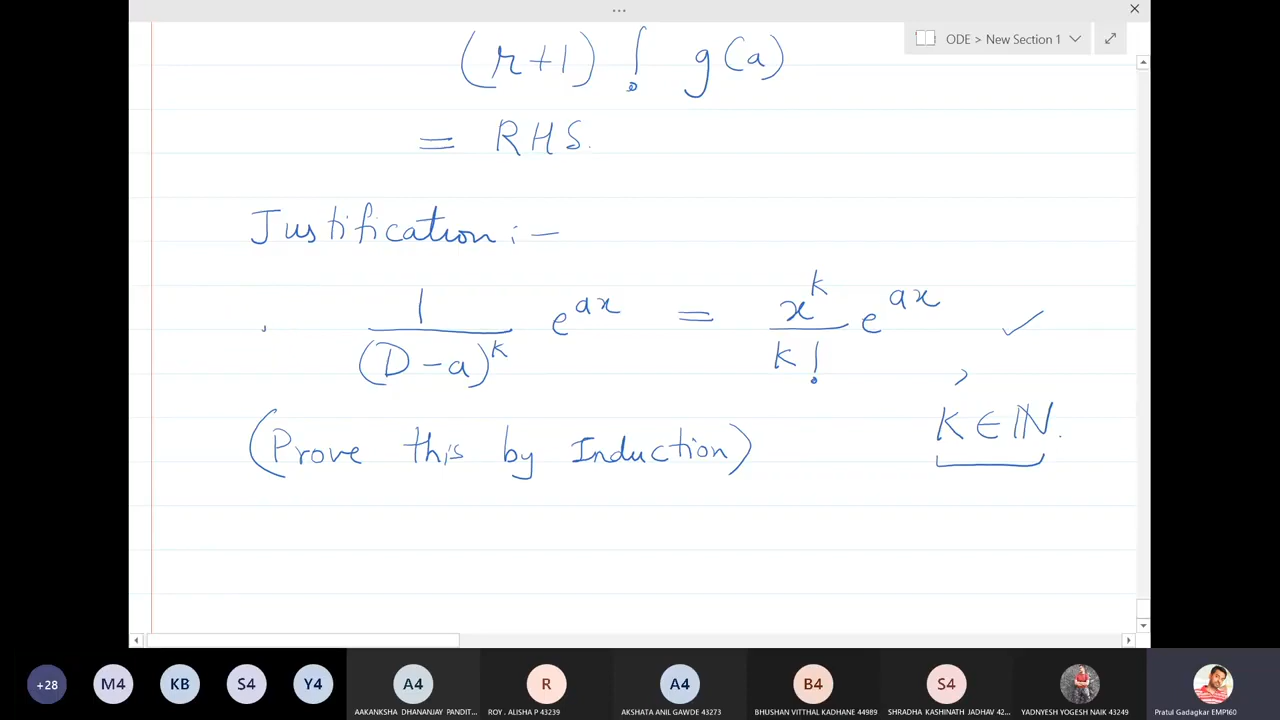 ODE > New Section 1
(r+1)! g(a)
= RHS.
Justification :-
1/(D-a)^k e^{ax} = x^k/k! e^{ax} ✓
, K ∈ ℕ.
(Prove this by Induction)
+28 M4 KB S4 Y4 A4 R A4 B4 S4
AAKANKSHA DHANANJAY PANDIT... ROY . ALISHA P 43239 AKSHATA ANIL GAWDE 43273 BHUSHAN VITTHAL KADHANE 44989 SHRADHA KASHINATH JADHAV 42... YADNYESH YOGESH NAIK 43249 Pratul Gadagkar EMP160